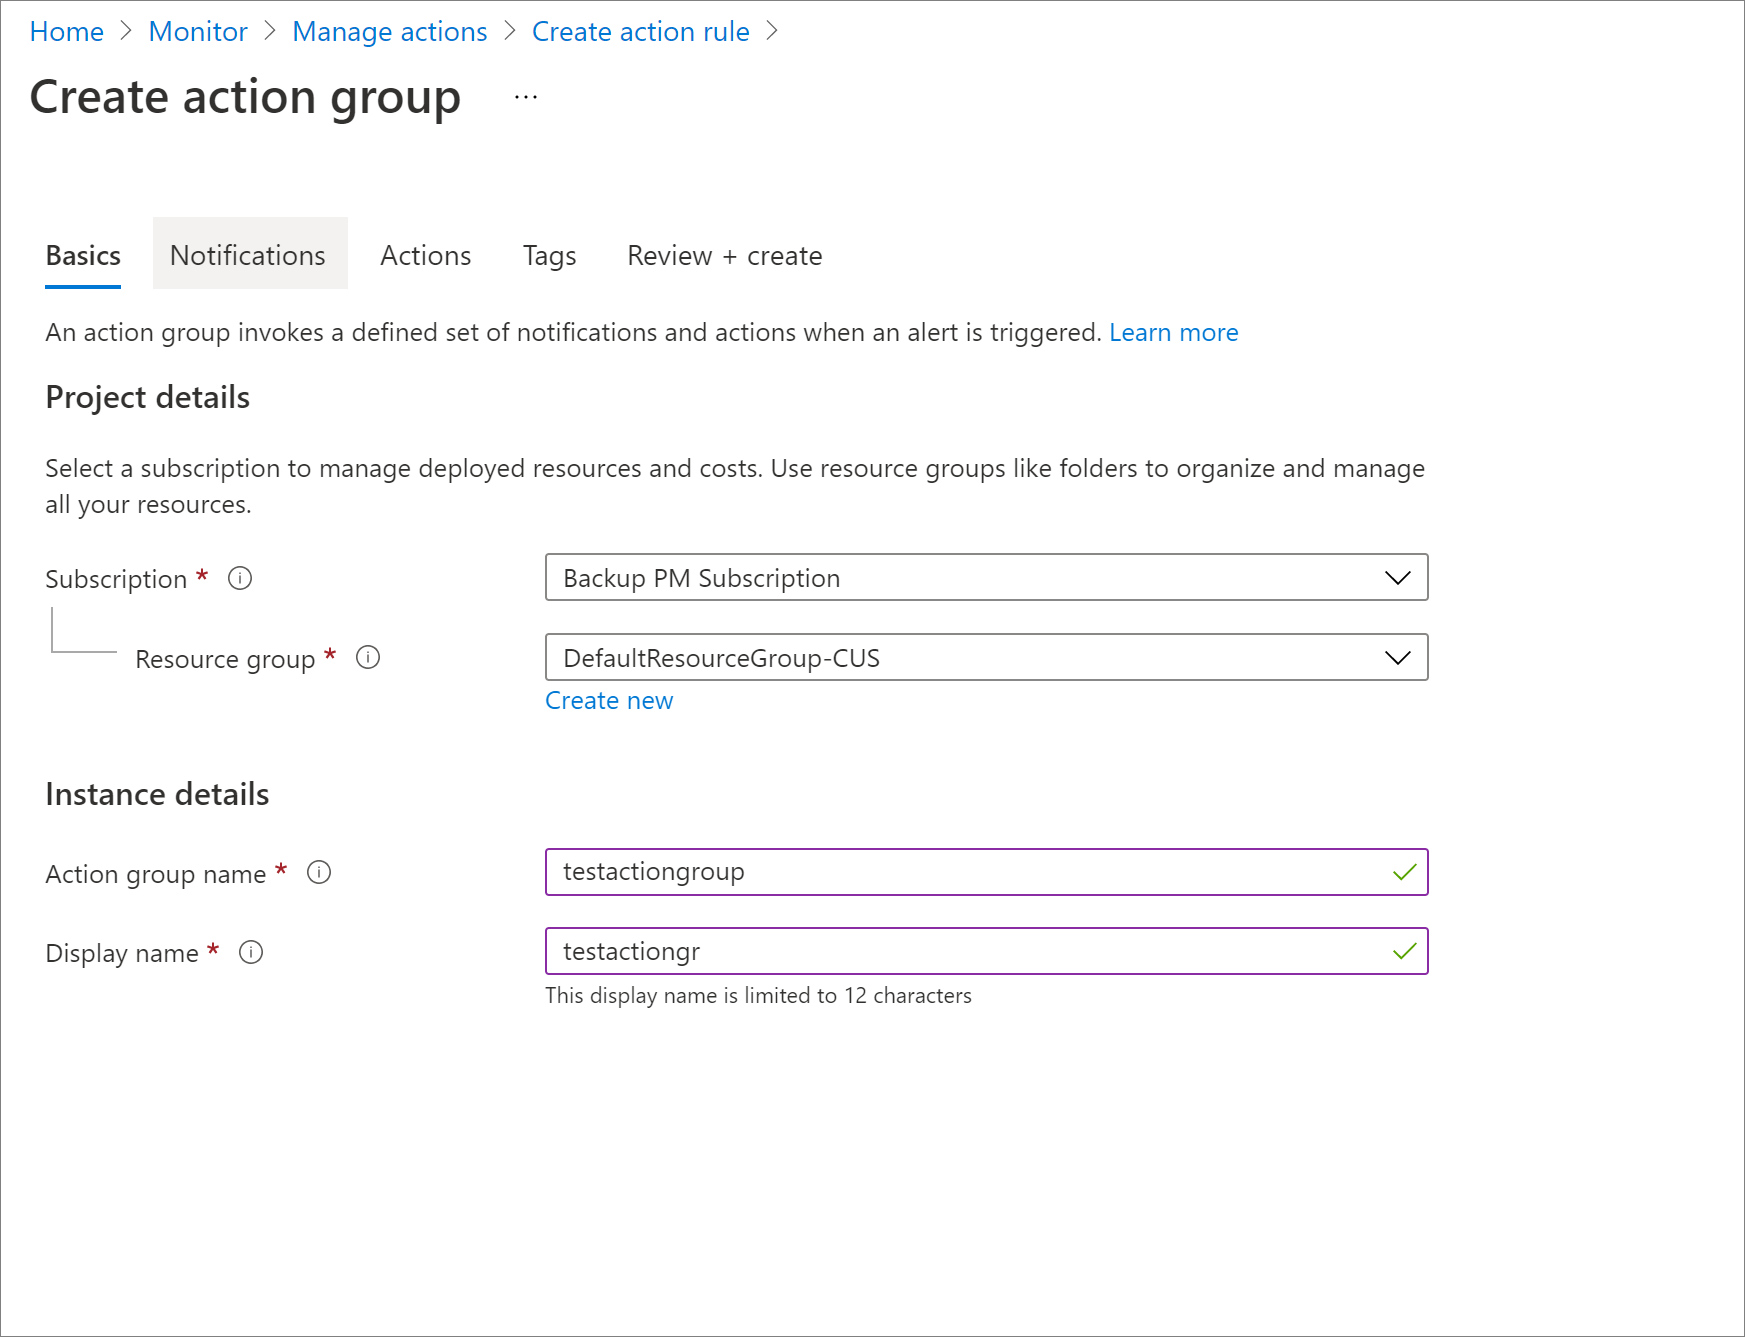 Home > Monitor > Manage actions > Create action rule >
Create action group ...
Basics Notifications Actions Tags Review + create
An action group invokes a defined set of notifications and actions when an alert is triggered. Learn more
Project details
Select a subscription to manage deployed resources and costs. Use resource groups like folders to organize and manage
all your resources.
Subscription * Backup PM Subscription
Resource group * DefaultResourceGroup-CUS
Create new
Instance details
Action group name * testactiongroup
Display name * testactiongr
This display name is limited to 12 characters